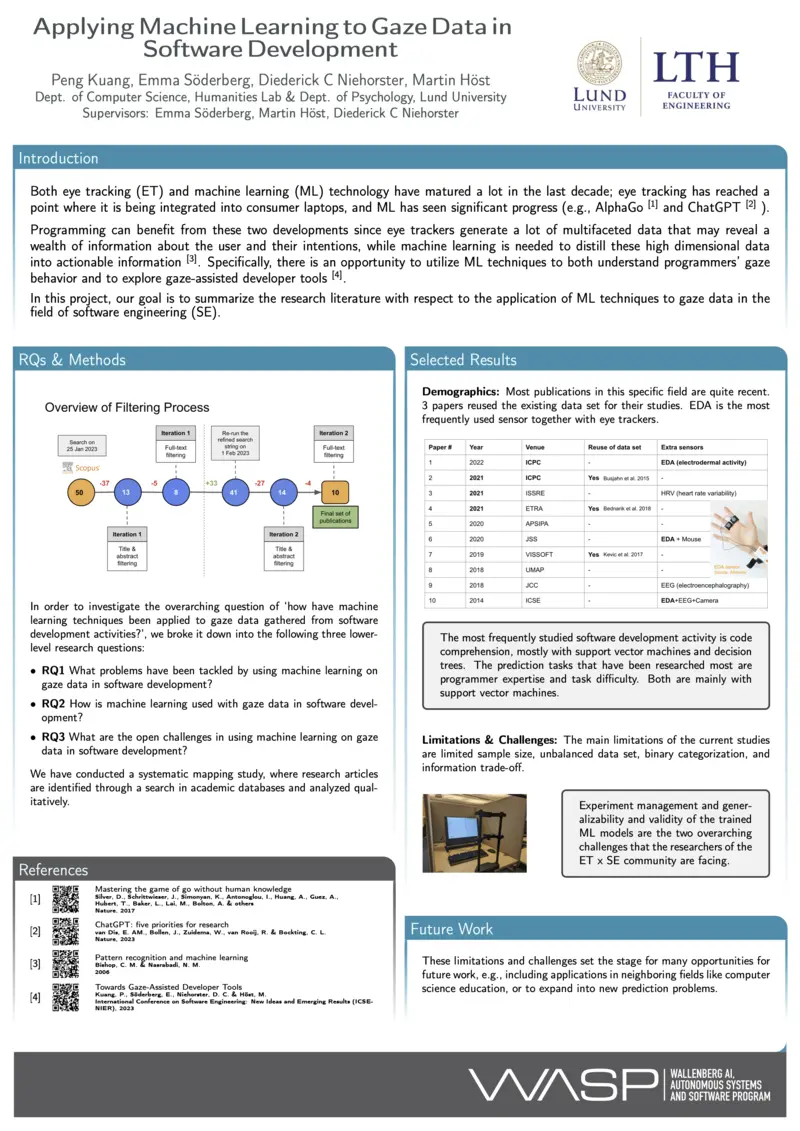 Applying Machine Learning to Gaze Data in
Software Development
Peng Kuang, Emma Söderberg, Diederick C Niehorster, Martin Höst
Dept. of Computer Science, Humanities Lab & Dept. of Psychology, Lund University
Supervisors: Emma Söderberg, Martin Höst, Diederick C Niehorster
LUND
UNIVERSITY
LTH
FACULTY OF
ENGINEERING
Introduction
Both eye tracking (ET) and machine learning (ML) technology have matured a lot in the last decade; eye tracking has reached a
point where it is being integrated into consumer laptops, and ML has seen significant progress (e.g., AlphaGo [1] and ChatGPT [2] ).
Programming can benefit from these two developments since eye trackers generate a lot of multifaceted data that may reveal a
wealth of information about the user and their intentions, while machine learning is needed to distill these high dimensional data
into actionable information [3]. Specifically, there is an opportunity to utilize ML techniques to both understand programmers' gaze
behavior and to explore gaze-assisted developer tools [4].
In this project, our goal is to summarize the research literature with respect to the application of ML techniques to gaze data in the
field of software engineering (SE).
RQs & Methods
Overview of Filtering Process
Search on
25 Jan 2023
Scopus
Iteration 1
Full-text
filtering
Re-run the
refined search
string on
1 Feb 2023
Iteration 2
Full-text
filtering
50 -37 13 -5 8 +33 41 -27 14 -4 10
Final set of
publications
Iteration 1
Title &
abstract
filtering
Iteration 2
Title &
abstract
filtering
In order to investigate the overarching question of 'how have machine
learning techniques been applied to gaze data gathered from software
development activities?', we broke it down into the following three lower-
level research questions:
• RQ1 What problems have been tackled by using machine learning on
gaze data in software development?
• RQ2 How is machine learning used with gaze data in software devel-
opment?
• RQ3 What are the open challenges in using machine learning on gaze
data in software development?
We have conducted a systematic mapping study, where research articles
are identified through a search in academic databases and analyzed qual-
itatively.
References
[1] Mastering the game of go without human knowledge
Silver, D., Schrittwieser, J., Simonyan, K., Antonoglou, I., Huang, A., Guez, A.,
Hubert, T., Baker, L., Lai, M., Bolton, A. & others
Nature, 2017
[2] ChatGPT: five priorities for research
van Dis, E. AM., Bollen, J., Zuidema, W., van Rooij, R. & Bockting, C. L.
Nature, 2023
[3] Pattern recognition and machine learning
Bishop, C. M. & Nasrabadi, N. M.
2006
[4] Towards Gaze-Assisted Developer Tools
Kuang, P., Söderberg, E., Niehorster, D. C. & Höst, M.
International Conference on Software Engineering: New Ideas and Emerging Results (ICSE-
NIER), 2023
Selected Results
Demographics: Most publications in this specific field are quite recent.
3 papers reused the existing data set for their studies. EDA is the most
frequently used sensor together with eye trackers.
Paper # Year Venue Reuse of data set Extra sensors
1 2022 ICPC - EDA (electrodermal activity)
2 2021 ICPC Yes Busjahn et al. 2015 -
3 2021 ISSRE - HRV (heart rate variability)
4 2021 ETRA Yes Bednarik et al. 2018 -
5 2020 APSIPA - -
6 2020 JSS - EDA + Mouse
7 2019 VISSOFT Yes Kevic et al. 2017 -
8 2018 UMAP - -
9 2018 JCC - EEG (electroencephalography)
10 2014 ICSE - EDA+EEG+Camera
The most frequently studied software development activity is code
comprehension, mostly with support vector machines and decision
trees. The prediction tasks that have been researched most are
programmer expertise and task difficulty. Both are mainly with
support vector machines.
Limitations & Challenges: The main limitations of the current studies
are limited sample size, unbalanced data set, binary categorization, and
information trade-off.
Experiment management and gener-
alizability and validity of the trained
ML models are the two overarching
challenges that the researchers of the
ET x SE community are facing.
Future Work
These limitations and challenges set the stage for many opportunities for
future work, e.g., including applications in neighboring fields like computer
science education, or to expand into new prediction problems.
WASP
WALLENBERG AI,
AUTONOMOUS SYSTEMS
AND SOFTWARE PROGRAM